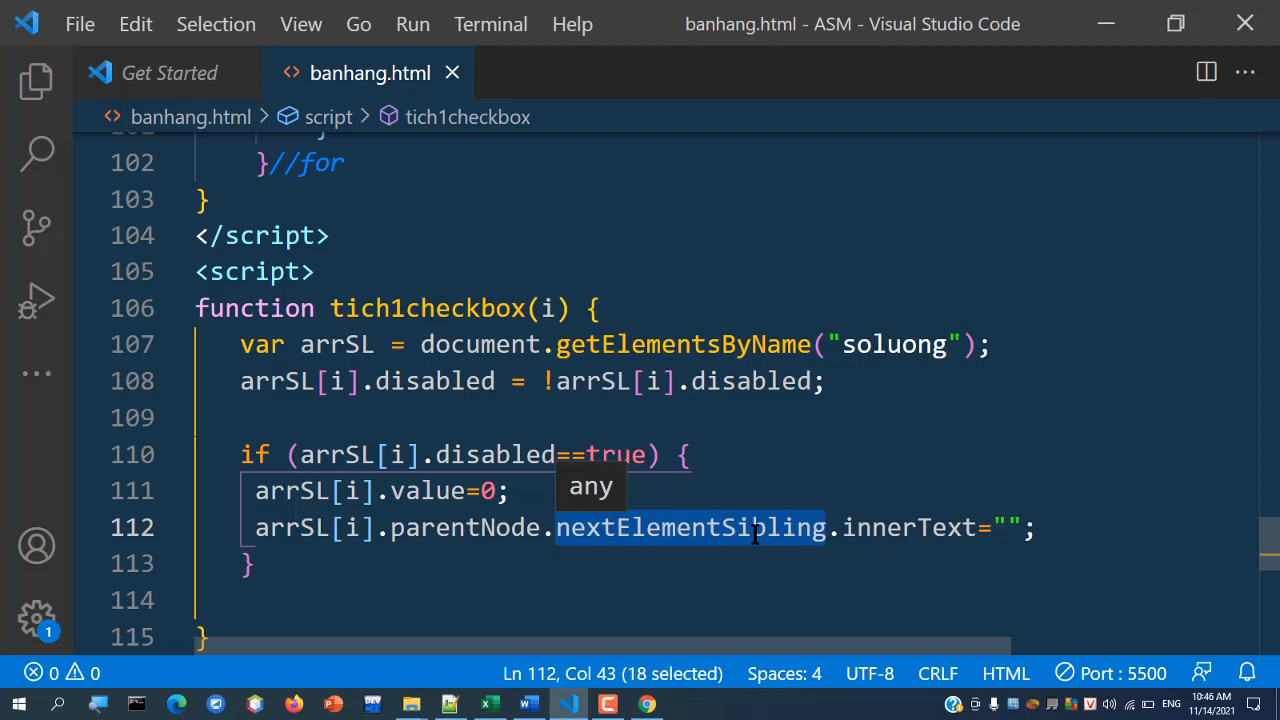 File Edit Selection View Go Run Terminal Help banhang.html - ASM - Visual Studio Code
Get Started banhang.html
banhang.html > script > tich1checkbox
102 }//for
103 }
104 </script>
105 <script>
106 function tich1checkbox(i) {
107 var arrSL = document.getElementsByName("soluong");
108 arrSL[i].disabled = !arrSL[i].disabled;
109
110 if (arrSL[i].disabled==true) {
any
111 arrSL[i].value=0;
112 arrSL[i].parentNode.nextElementSibling.innerText="";
113 }
114
115 }
1
0 0 Ln 112, Col 43 (18 selected) Spaces: 4 UTF-8 CRLF HTML Port : 5500
ENG 10:46 AM
11/14/2021